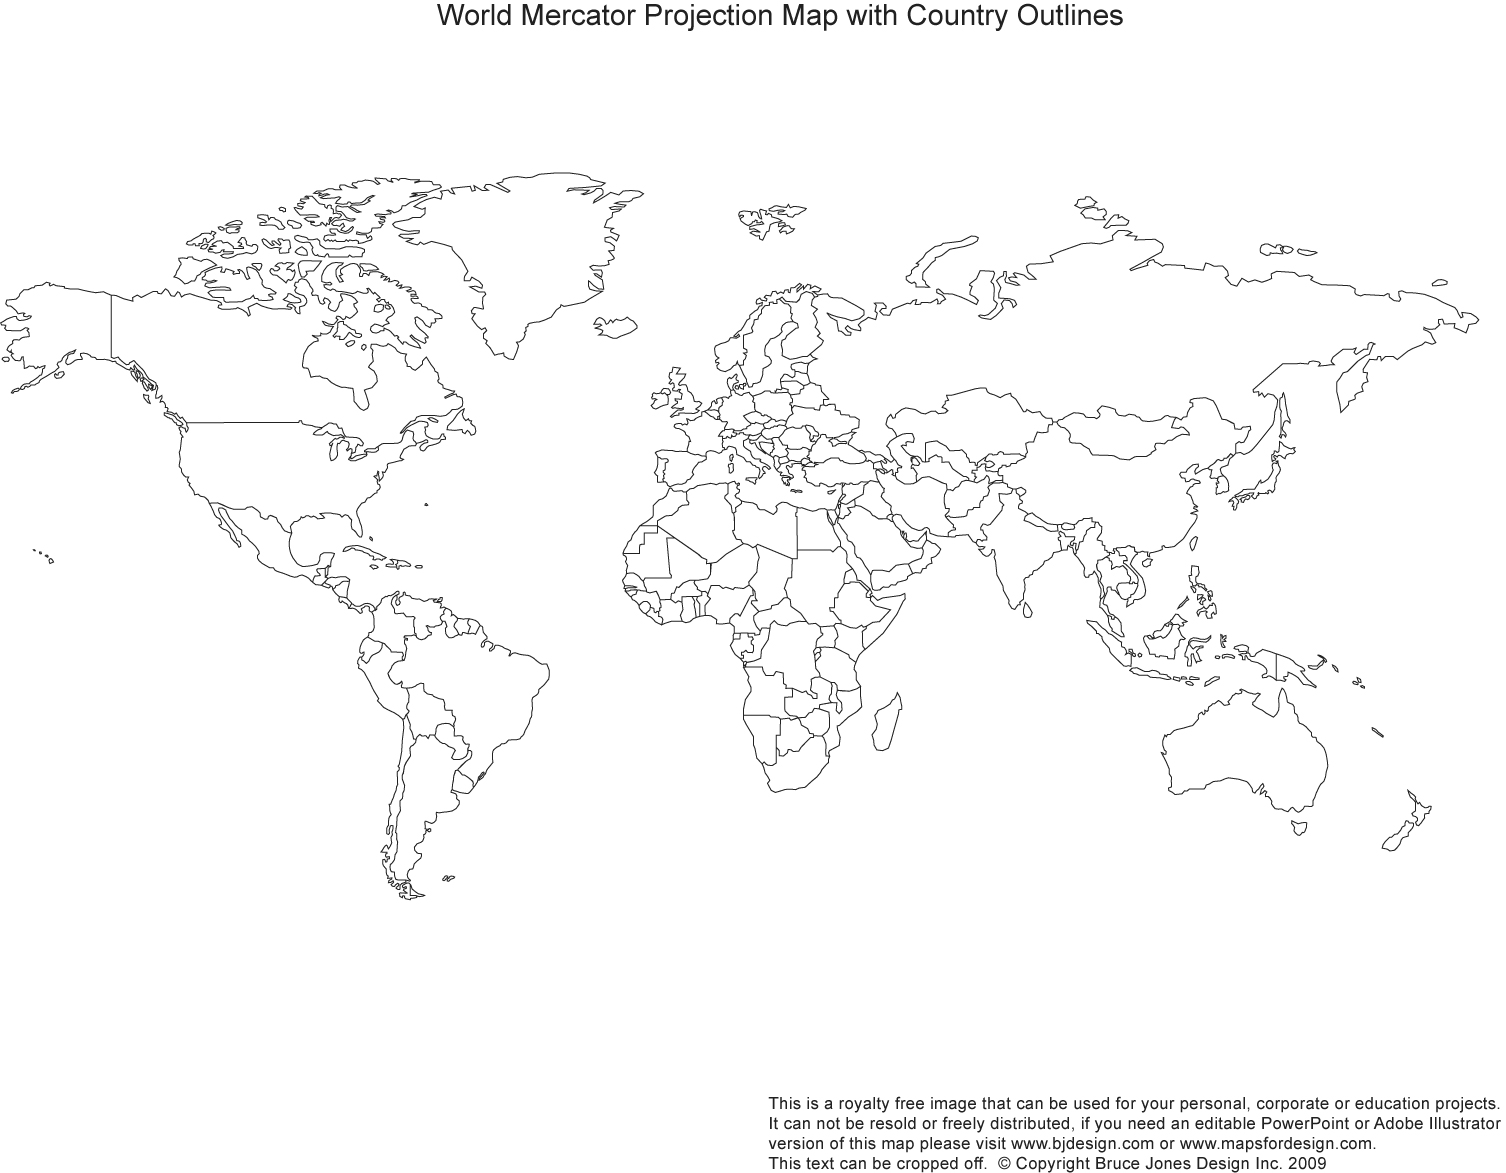 World Mercator Projection Map with Country Outlines
This is a royalty free image that can be used for your personal, corporate or education projects.
It can not be resold or freely distributed, if you need an editable PowerPoint or Adobe Illustrator
version of this map please visit www.bjdesign.com or www.mapsfordesign.com.
This text can be cropped off.  © Copyright Bruce Jones Design Inc. 2009